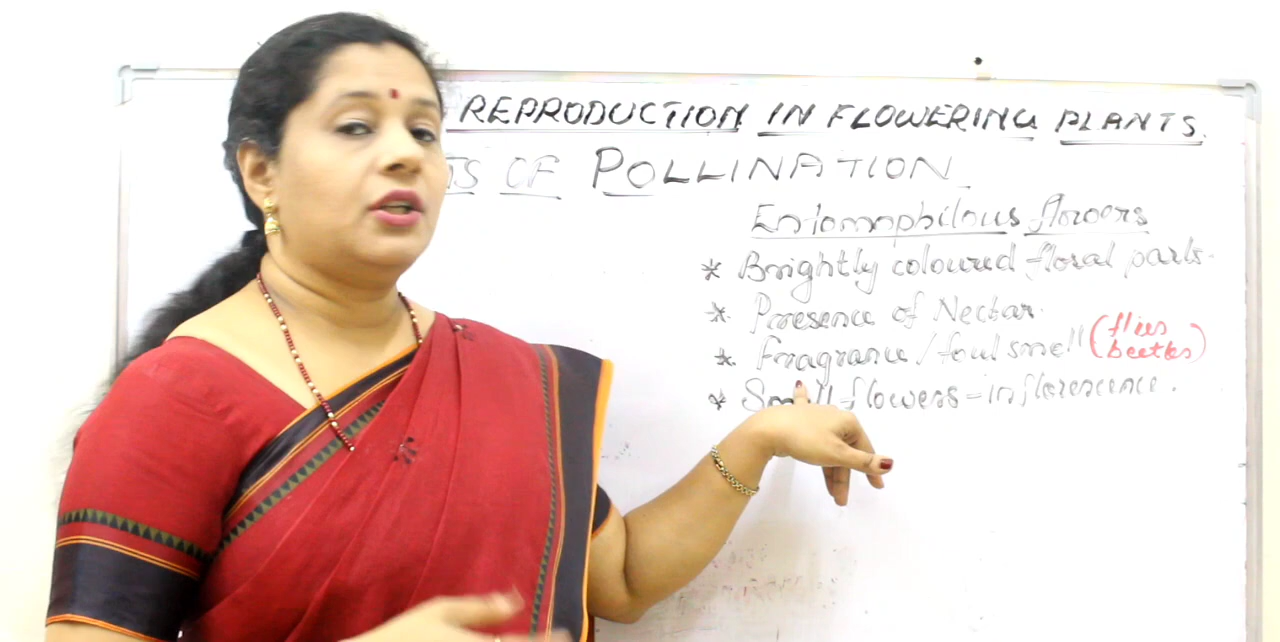 REPRODUCTION IN FLOWERING PLANTS.
TS OF POLLINATION
Entomophilous flowers
* Brightly coloured floral parts.
* Presence of Nectar.
* Fragrance / foul smell (flies beetles)
* Small flowers - inflorescence.